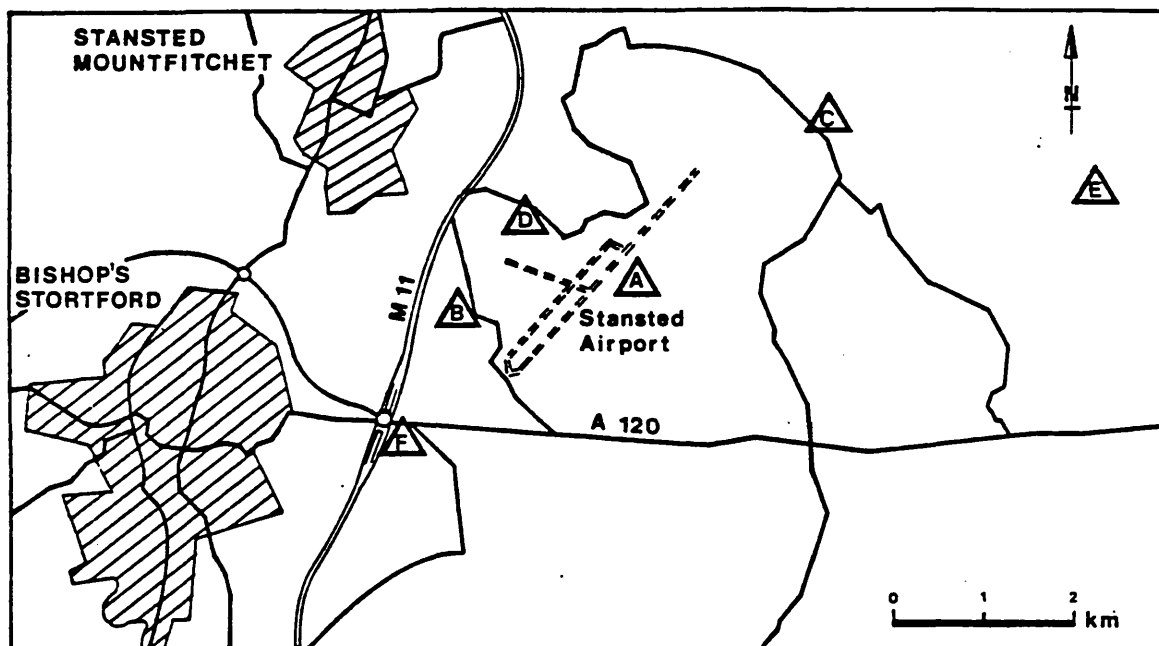 STANSTED
MOUNTFITCHET
N
C
E
D
BISHOP'S
STORTFORD
M 11
A
B
Stansted
Airport
A 120
F
0 1 2
km